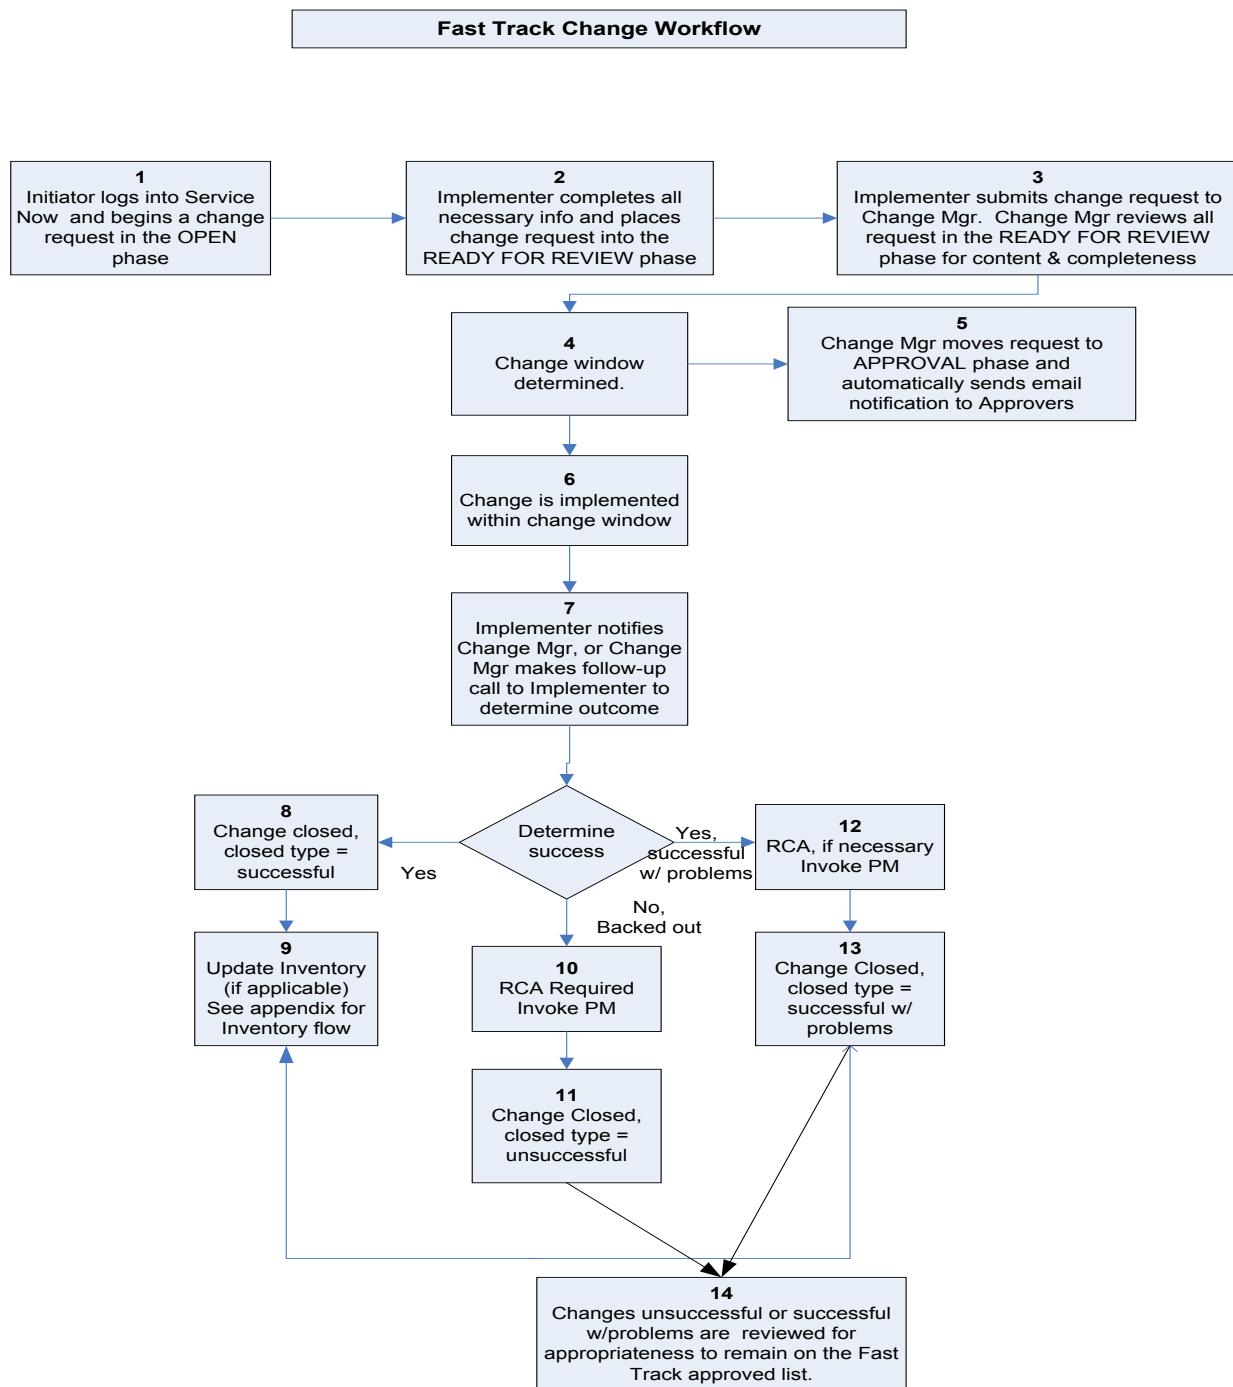 Fast Track Change Workflow
1
Initiator logs into Service
Now and begins a change
request in the OPEN
phase
2
Implementer completes all
necessary info and places
change request into the
READY FOR REVIEW phase
3
Implementer submits change request to
Change Mgr. Change Mgr reviews all
request in the READY FOR REVIEW
phase for content & completeness
4
Change window
determined.
5
Change Mgr moves request to
APPROVAL phase and
automatically sends email
notification to Approvers
6
Change is implemented
within change window
7
Implementer notifies
Change Mgr, or Change
Mgr makes follow-up
call to Implementer to
determine outcome
Determine
success
Yes
8
Change closed,
closed type =
successful
9
Update Inventory
(if applicable)
See appendix for
Inventory flow
No,
Backed out
10
RCA Required
Invoke PM
11
Change Closed,
closed type =
unsuccessful
Yes,
successful
w/ problems
12
RCA, if necessary
Invoke PM
13
Change Closed,
closed type =
successful w/
problems
14
Changes unsuccessful or successful
w/problems are reviewed for
appropriateness to remain on the Fast
Track approved list.